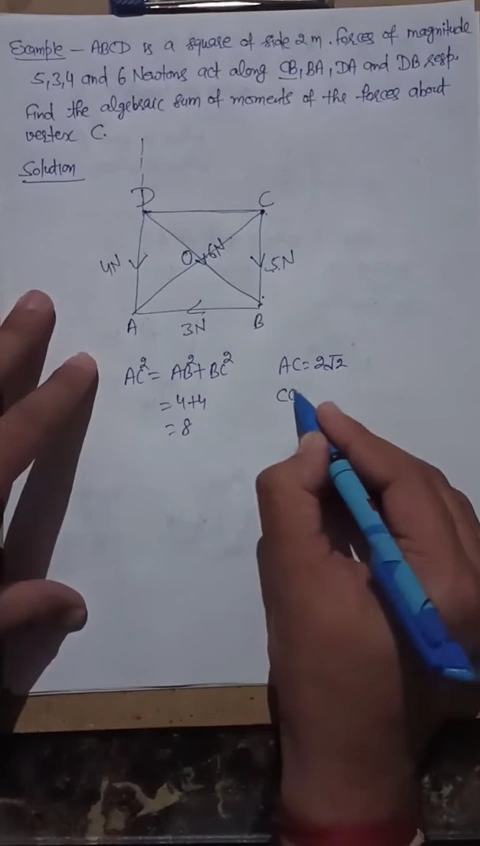 Example - ABCD is a square of side 2 m. forces of magnitude
5,3,4 and 6 Newtons act along CB, BA, DA and DB resp.
Find the algebraic sum of moments of the forces about
vertex C.
Solution
D C
4N O 6N 5N
A 3N B
AC² = AB² + BC² AC = 2√2
= 4+4 CO
= 8